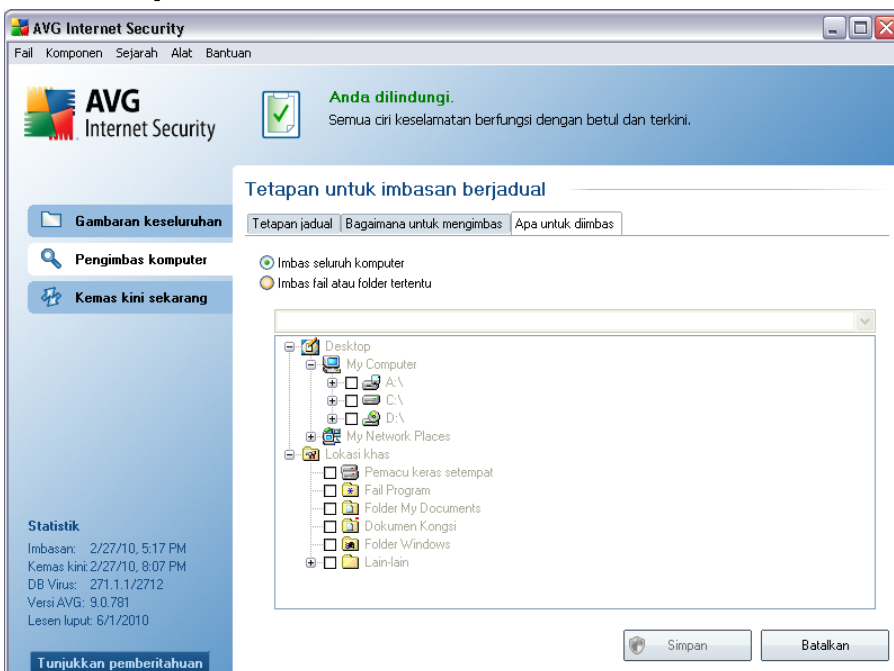 AVG Internet Security
Fail Komponen Sejarah Alat Bantuan
AVG
Internet Security
Anda dilindungi.
Semua ciri keselamatan berfungsi dengan betul dan terkini.
Tetapan untuk imbasan berjadual
Gambaran keseluruhan
Pengimbas komputer
Kemas kini sekarang
Tetapan jadual Bagaimana untuk mengimbas Apa untuk diimbas
Imbas seluruh komputer
Imbas fail atau folder tertentu
Desktop
My Computer
A:\
C:\
D:\
My Network Places
Lokasi khas
Pemacu keras setempat
Fail Program
Folder My Documents
Dokumen Kongsi
Folder Windows
Lain-lain
Statistik
Imbasan: 2/27/10, 5:17 PM
Kemas kini: 2/27/10, 8:07 PM
DB Virus: 271.1.1/2712
Versi AVG: 9.0.781
Lesen luput: 6/1/2010
Tunjukkan pemberitahuan
Simpan
Batalkan